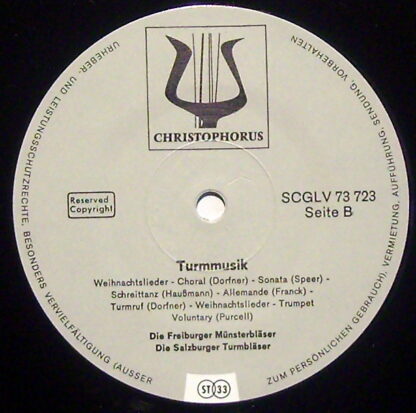 CHRISTOPHORUS
Reserved
Copyright
SCGLV 73 723
Seite B
Turmmusik
Weihnachtslieder - Choral (Dorfner) - Sonata (Speer) -
Schreittanz (Haußmann) - Allemande (Franck) -
Turmruf (Dorfner) - Weihnachtslieder - Trumpet
Voluntary (Purcell)
Die Freiburger Münsterbläser
Die Salzburger Turmbläser
ST 33
URHEBER- UND LEISTUNGSSCHUTZRECHTE, BESONDERS VERVIELFÄLTIGUNG (AUSSER ZUM PERSÖNLICHEN GEBRAUCH), VERMIETUNG, AUFFÜHRUNG, SENDUNG, VORBEHALTEN